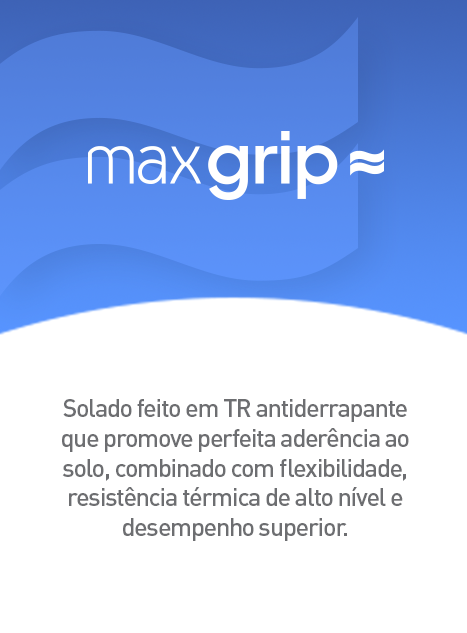 maxgrip
Solado feito em TR antiderrapante
que promove perfeita aderência ao
solo, combinado com flexibilidade,
resistência térmica de alto nível e
desempenho superior.